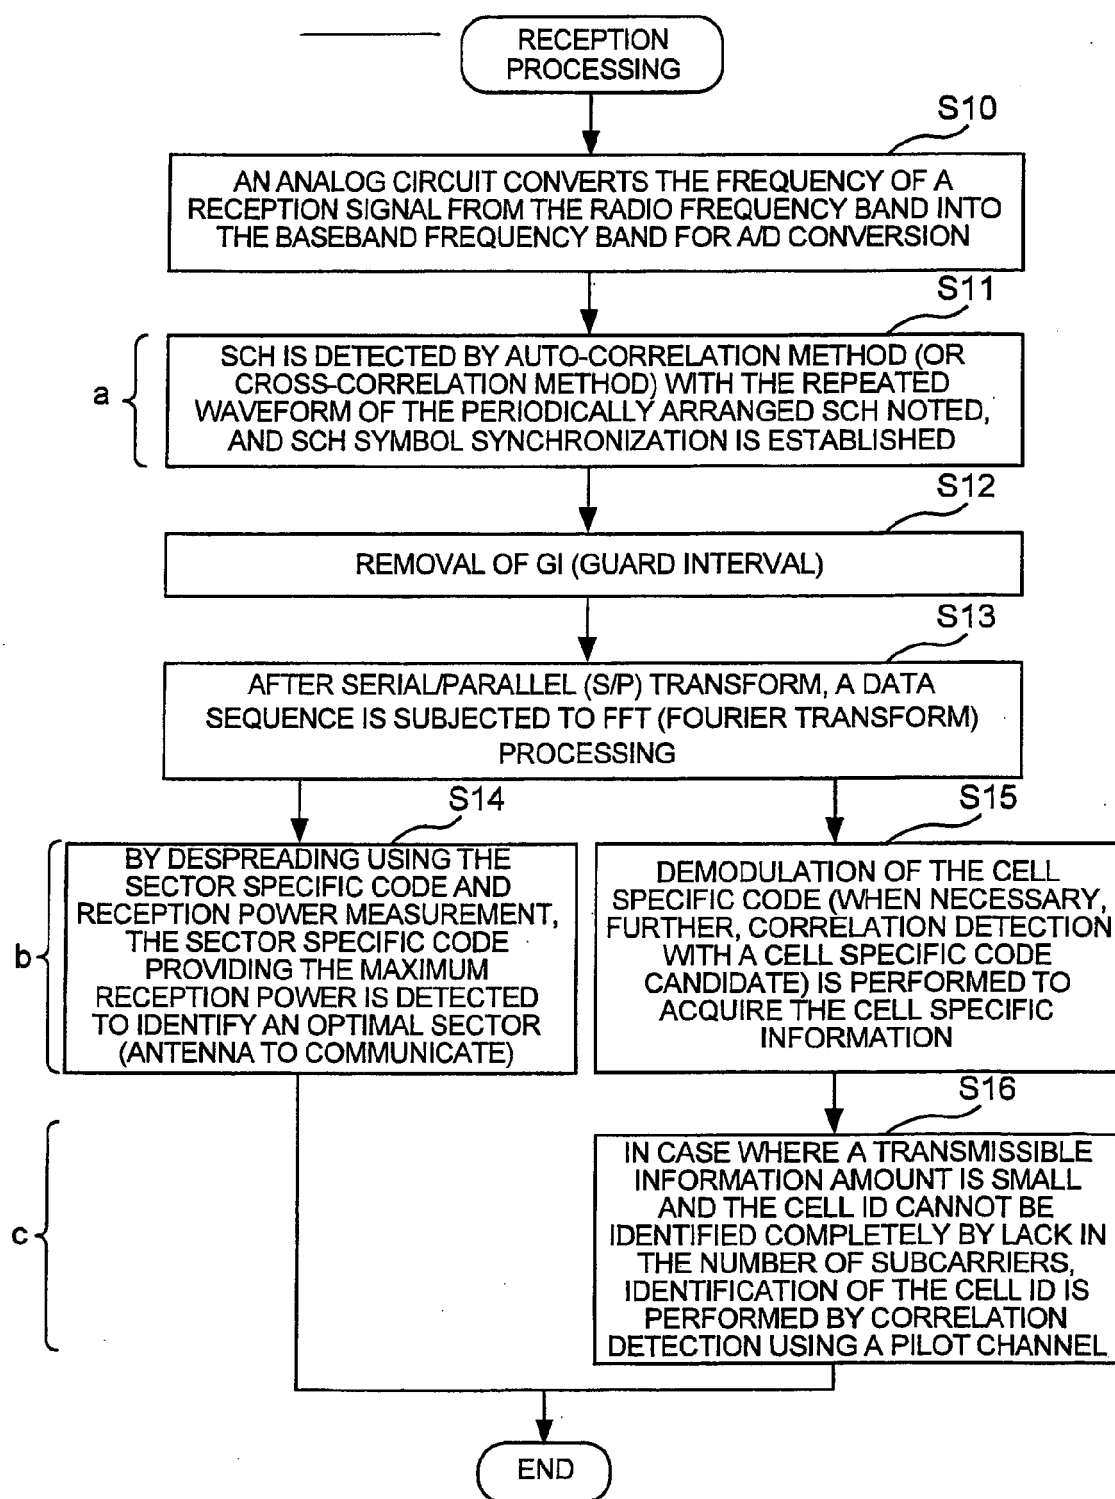 RECEPTION
PROCESSING
S10
AN ANALOG CIRCUIT CONVERTS THE FREQUENCY OF A
RECEPTION SIGNAL FROM THE RADIO FREQUENCY BAND INTO
THE BASEBAND FREQUENCY BAND FOR A/D CONVERSION
S11
a
SCH IS DETECTED BY AUTO-CORRELATION METHOD (OR
CROSS-CORRELATION METHOD) WITH THE REPEATED
WAVEFORM OF THE PERIODICALLY ARRANGED SCH NOTED,
AND SCH SYMBOL SYNCHRONIZATION IS ESTABLISHED
S12
REMOVAL OF GI (GUARD INTERVAL)
S13
AFTER SERIAL/PARALLEL (S/P) TRANSFORM, A DATA
SEQUENCE IS SUBJECTED TO FFT (FOURIER TRANSFORM)
PROCESSING
S14
b
BY DESPREADING USING THE
SECTOR SPECIFIC CODE AND
RECEPTION POWER MEASUREMENT,
THE SECTOR SPECIFIC CODE
PROVIDING THE MAXIMUM
RECEPTION POWER IS DETECTED
TO IDENTIFY AN OPTIMAL SECTOR
(ANTENNA TO COMMUNICATE)
S15
DEMODULATION OF THE CELL
SPECIFIC CODE (WHEN NECESSARY,
FURTHER, CORRELATION DETECTION
WITH A CELL SPECIFIC CODE
CANDIDATE) IS PERFORMED TO
ACQUIRE THE CELL SPECIFIC
INFORMATION
S16
c
IN CASE WHERE A TRANSMISSIBLE
INFORMATION AMOUNT IS SMALL
AND THE CELL ID CANNOT BE
IDENTIFIED COMPLETELY BY LACK IN
THE NUMBER OF SUBCARRIERS,
IDENTIFICATION OF THE CELL ID IS
PERFORMED BY CORRELATION
DETECTION USING A PILOT CHANNEL
END